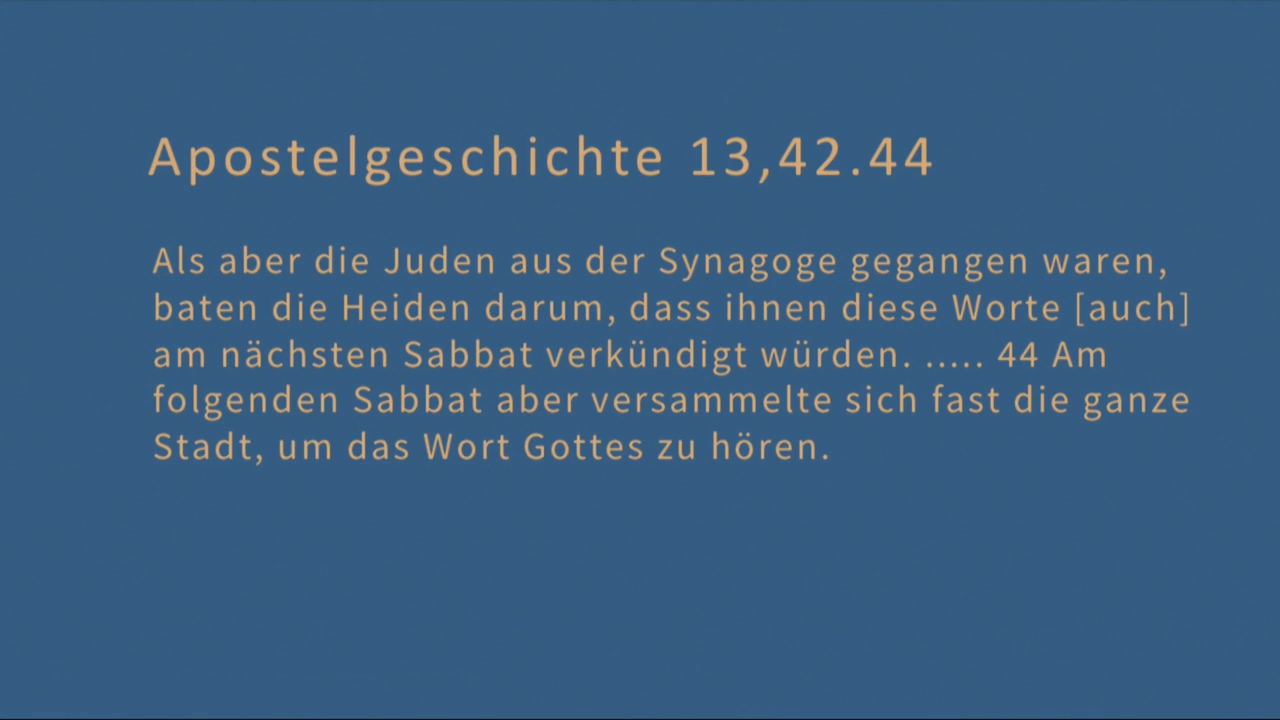 Apostelgeschichte 13,42.44
Als aber die Juden aus der Synagoge gegangen waren,
baten die Heiden darum, dass ihnen diese Worte [auch]
am nächsten Sabbat verkündigt würden. ..... 44 Am
folgenden Sabbat aber versammelte sich fast die ganze
Stadt, um das Wort Gottes zu hören.